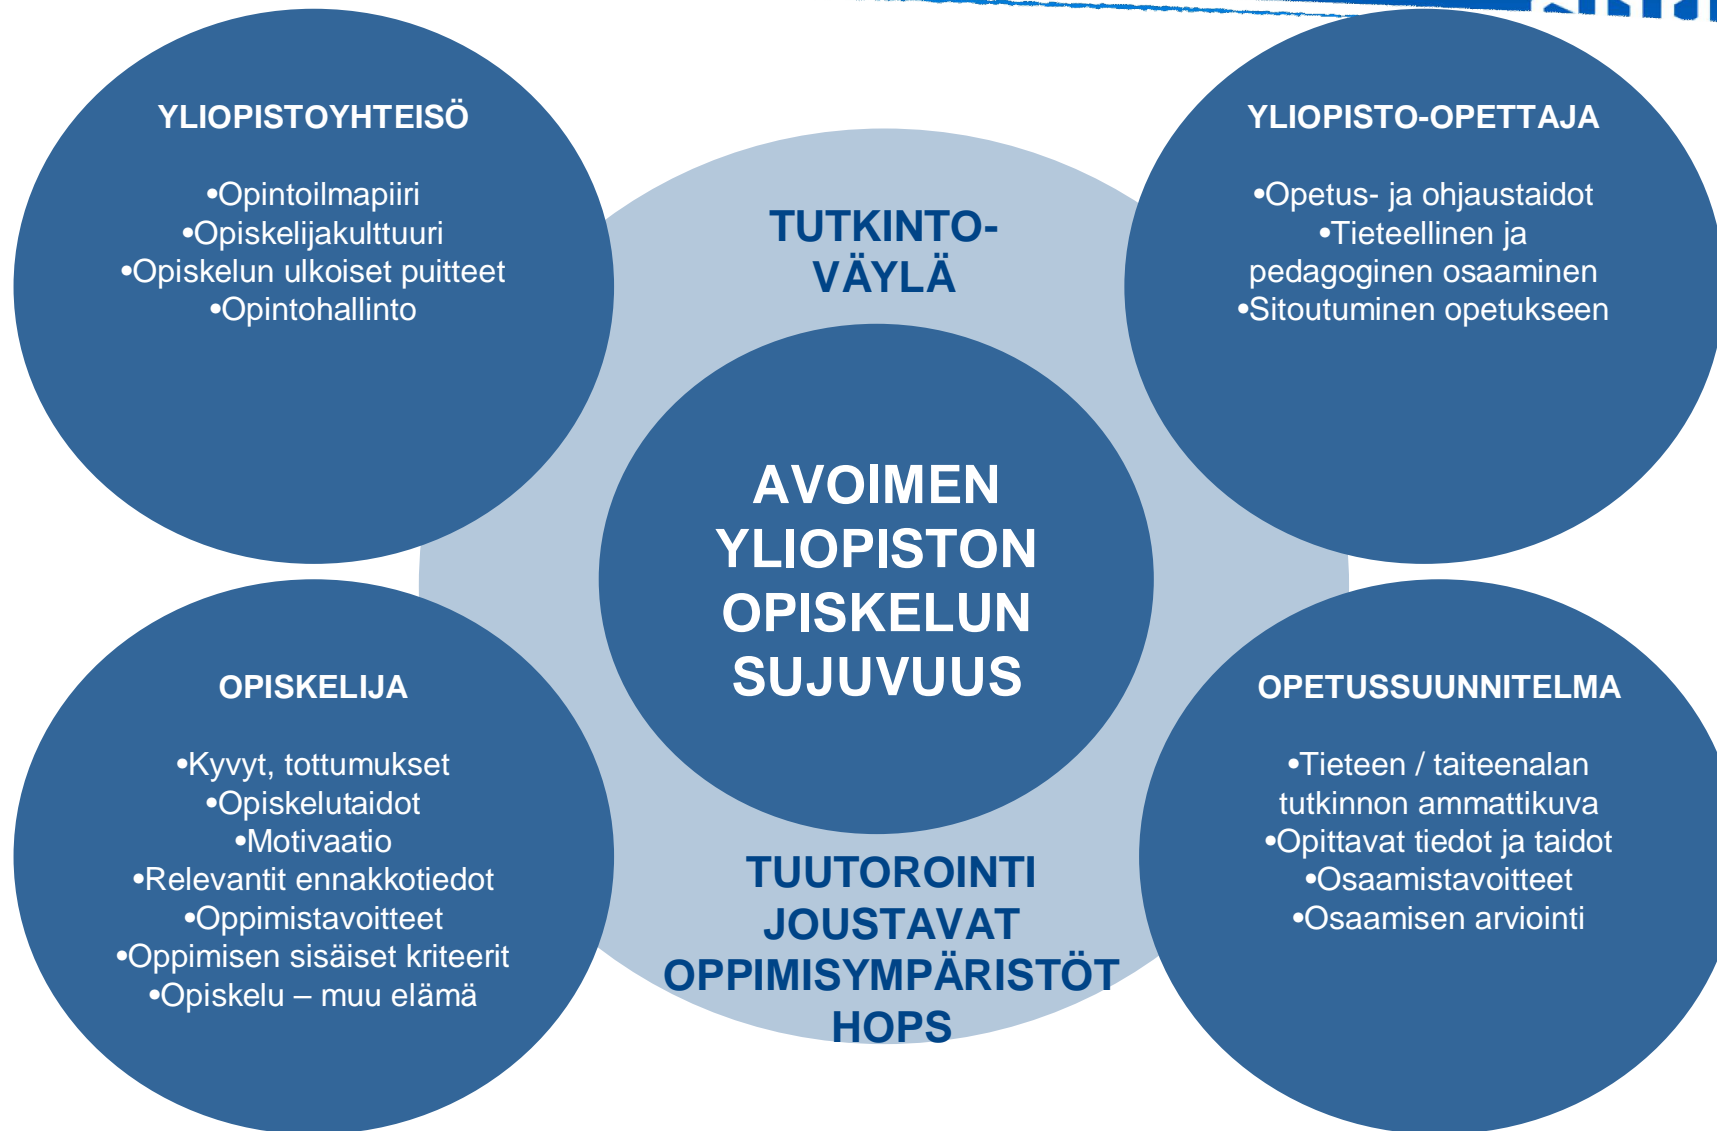 YLIOPISTOYHTEISÖ
•Opintoilmapiiri
•Opiskelijakulttuuri
•Opiskelun ulkoiset puitteet
•Opintohallinto
TUTKINTO-
VÄYLÄ
YLIOPISTO-OPETTAJA
•Opetus- ja ohjaustaidot
•Tieteellinen ja
pedagoginen osaaminen
•Sitoutuminen opetukseen
AVOIMEN
YLIOPISTON
OPISKELUN
SUJUVUUS
OPISKELIJA
•Kyvyt, tottumukset
•Opiskelutaidot
•Motivaatio
•Relevantit ennakkotiedot
•Oppimistavoitteet
•Oppimisen sisäiset kriteerit
•Opiskelu – muu elämä
TUUTOROINTI
JOUSTAVAT
OPPIMISYMPÄRISTÖT
HOPS
OPETUSSUUNNITELMA
•Tieteen / taiteenalan
tutkinnon ammattikuva
•Opittavat tiedot ja taidot
•Osaamistavoitteet
•Osaamisen arviointi